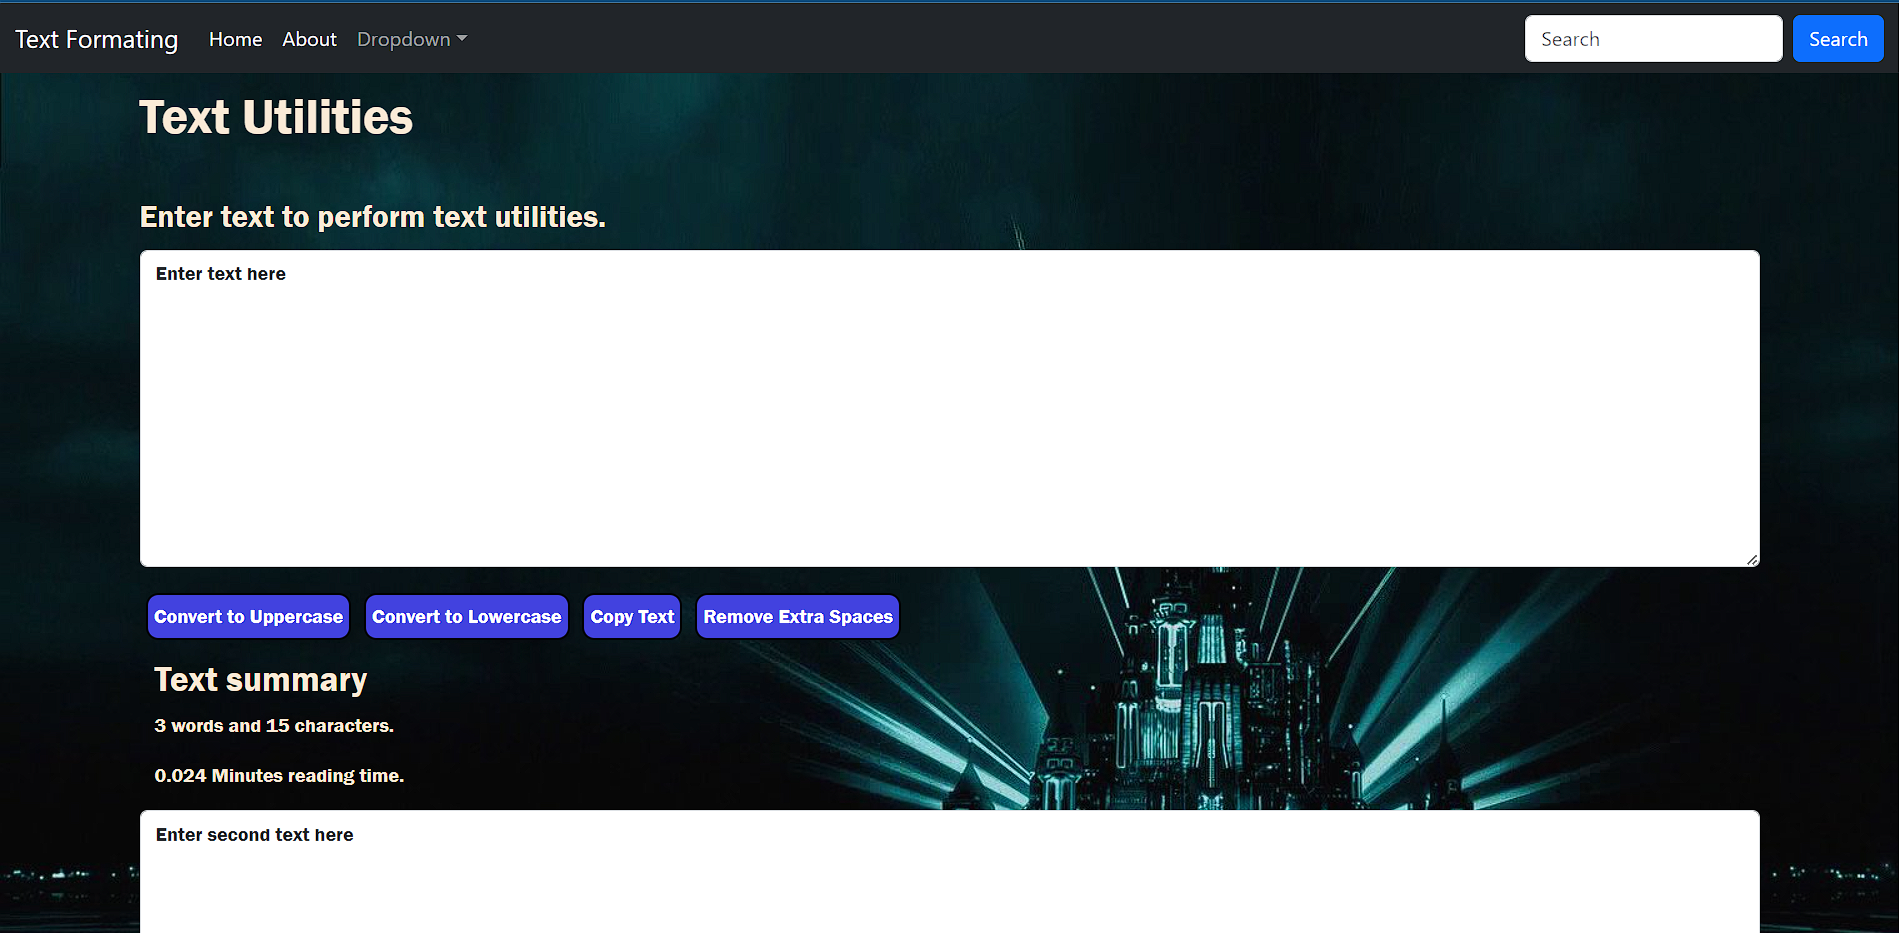 Text Formating Home About Dropdown Search Search
Text Utilities
Enter text to perform text utilities.
Enter text here
Convert to Uppercase Convert to Lowercase Copy Text Remove Extra Spaces
Text summary
3 words and 15 characters.
0.024 Minutes reading time.
Enter second text here